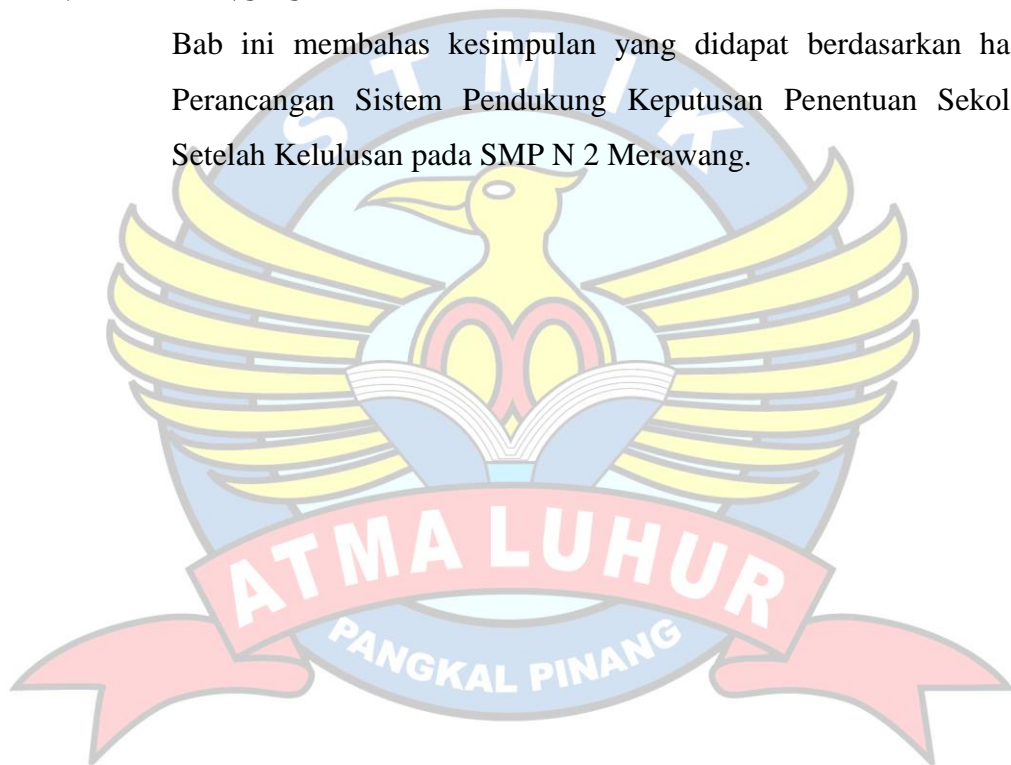 Bab ini membahas kesimpulan yang didapat berdasarkan ha
Perancangan Sistem Pendukung Keputusan Penentuan Sekol
Setelah Kelulusan pada SMP N 2 Merawang.
STMIK
ATMA LUHUR
PANGKAL PINANG